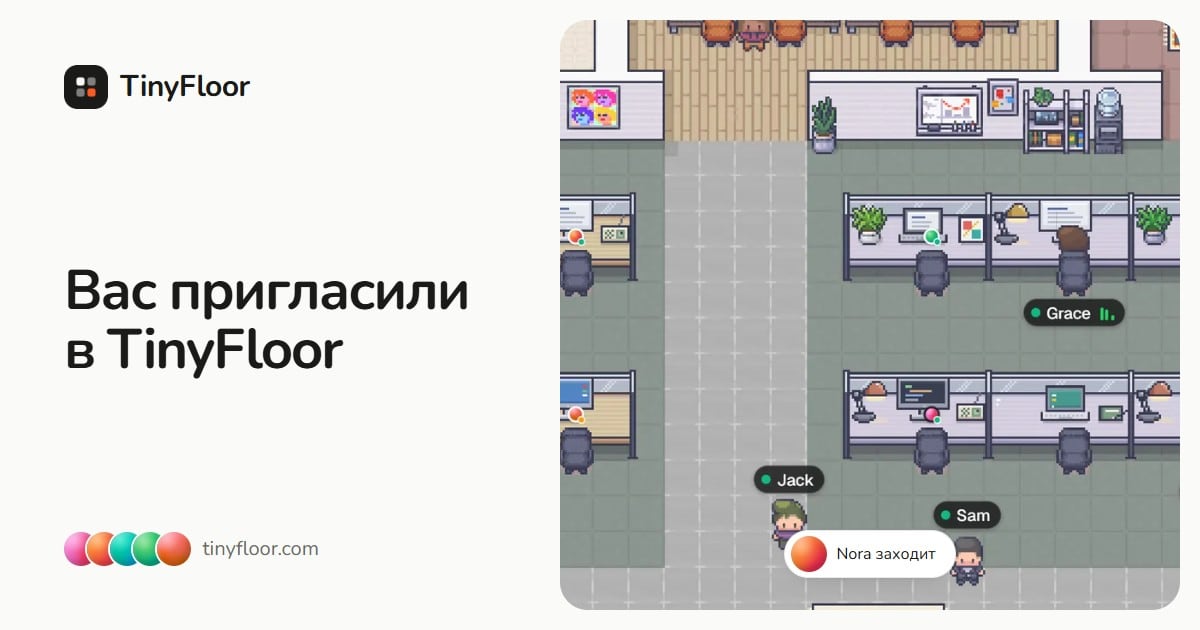 TinyFloor
Вас пригласили
в TinyFloor
tinyfloor.com
Grace
Jack
Sam
Nora заходит